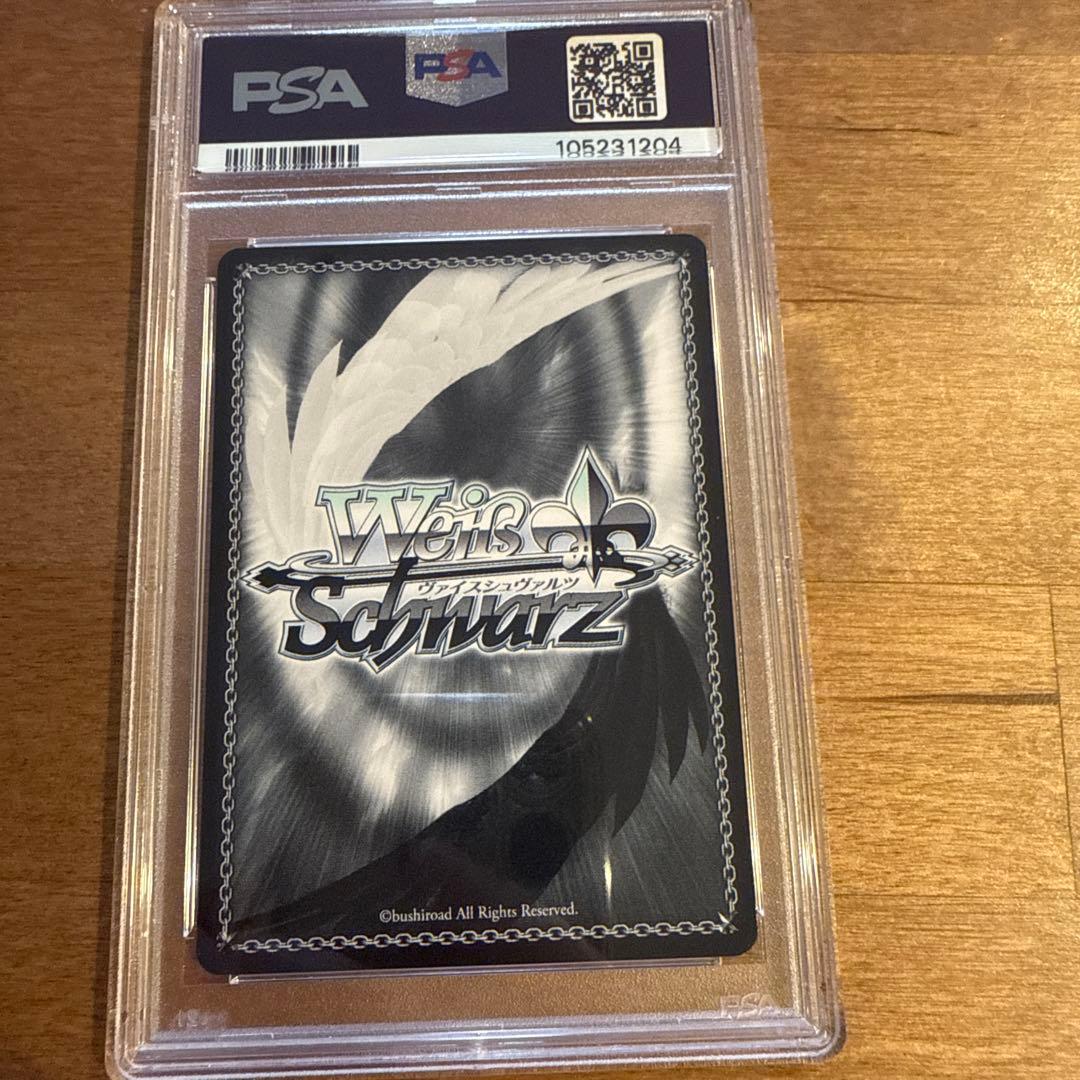 PSA
PSA
105231204
Weiß
ヴァイスシュヴァルツ
Schwarz
©bushiroad All Rights Reserved.
PSA